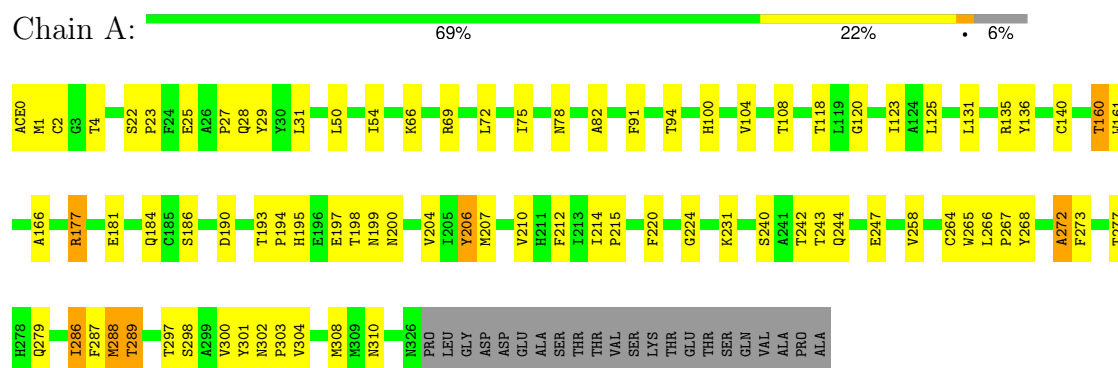 Chain A:
69% 22% • 6%
ACE0 M1 C2 G3 T4 S22 P23 F24 E25 A26 P27 Q28 Y29 Y30 L31 L50 I54 K66 R69 L72 I75 N78 A82 F91 T94 H100 V104 T108 T118 L119 G120 I123 A124 L125 L131 R135 Y136 C140 T160
A166 R177 E181 Q184 C185 S186 D190 T193 P194 H195 E196 E197 T198 N199 N200 V204 I205 Y206 M207 V210 H211 F212 I213 I214 P215 F220 G224 K231 S240 A241 T242 T243 Q244 E247 V258 C264 W265 L266 P267 Y268 A272 F273
H278 Q279 I286 F287 M288 T289 T297 S298 A299 V300 Y301 N302 P303 V304 M308 M309 N310 N326 PRO LEU GLY ASP ASP GLU ALA SER THR THR VAL SER LYS THR GLU THR SER GLN VAL ALA PRO ALA